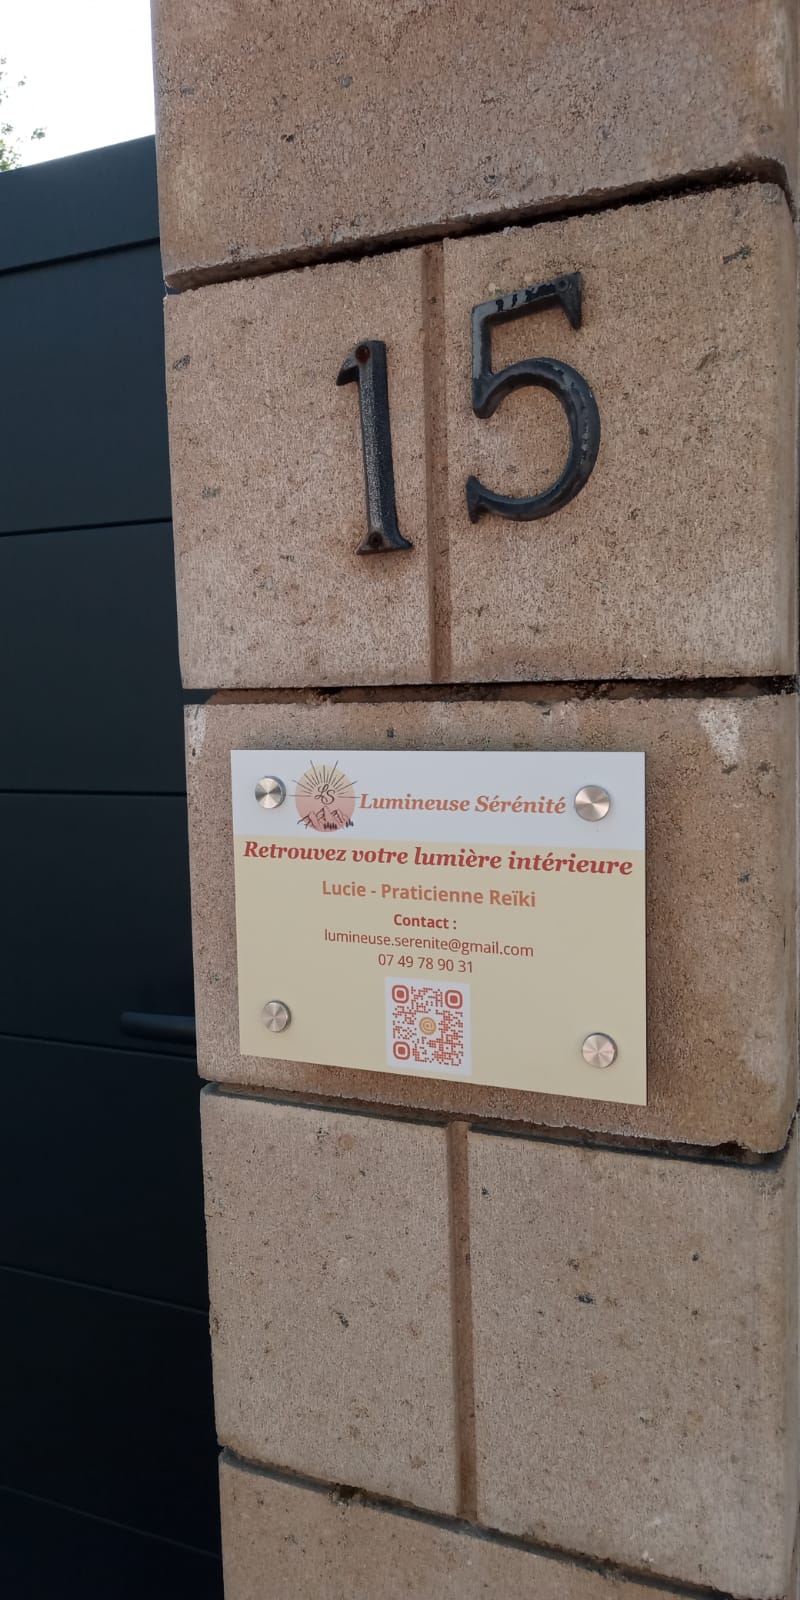 15
LS
Lumineuse Sérénité
Retrouvez votre lumière intérieure
Lucie - Praticienne Reïki
Contact :
lumineuse.serenite@gmail.com
07 49 78 90 31